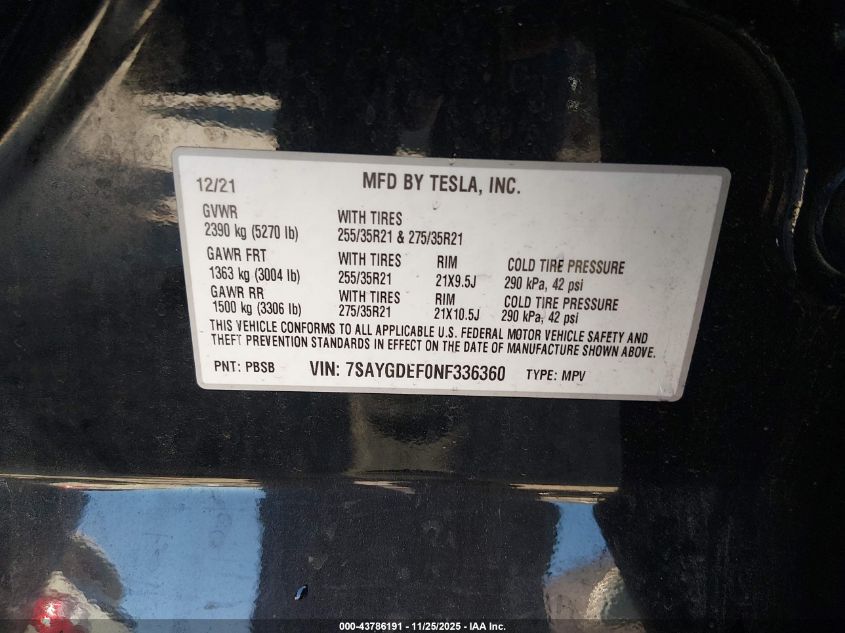 12/21 MFD BY TESLA, INC.
GVWR WITH TIRES
2390 kg (5270 lb) 255/35R21 & 275/35R21
GAWR FRT WITH TIRES RIM COLD TIRE PRESSURE
1363 kg (3004 lb) 255/35R21 21X9.5J 290 kPa, 42 psi
GAWR RR WITH TIRES RIM COLD TIRE PRESSURE
1500 kg (3306 lb) 275/35R21 21X10.5J 290 kPa, 42 psi
THIS VEHICLE CONFORMS TO ALL APPLICABLE U.S. FEDERAL MOTOR VEHICLE SAFETY AND
THEFT PREVENTION STANDARDS IN EFFECT ON THE DATE OF MANUFACTURE SHOWN ABOVE.
PNT: PBSB VIN: 7SAYGDEF0NF336360 TYPE: MPV
000-43786191 - 11/25/2025 - IAA Inc.